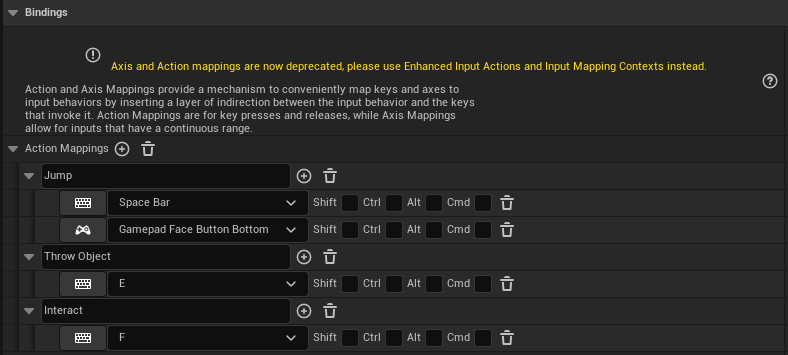 Bindings
Axis and Action mappings are now deprecated, please use Enhanced Input Actions and Input Mapping Contexts instead.
Action and Axis Mappings provide a mechanism to conveniently map keys and axes to
input behaviors by inserting a layer of indirection between the input behavior and the keys
that invoke it. Action Mappings are for key presses and releases, while Axis Mappings
allow for inputs that have a continuous range.
Action Mappings
Jump
Space Bar Shift Ctrl Alt Cmd
Gamepad Face Button Bottom Shift Ctrl Alt Cmd
Throw Object
E Shift Ctrl Alt Cmd
Interact
F Shift Ctrl Alt Cmd